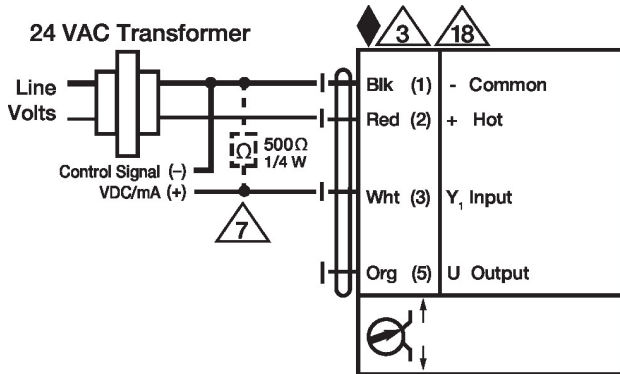 24 VAC Transformer
3
18
Line
Volts
Blk (1) - Common
Red (2) + Hot
Ω
500Ω
1/4 W
Control Signal (–)
VDC/mA (+)
Wht (3) Y₁ Input
7
Org (5) U Output